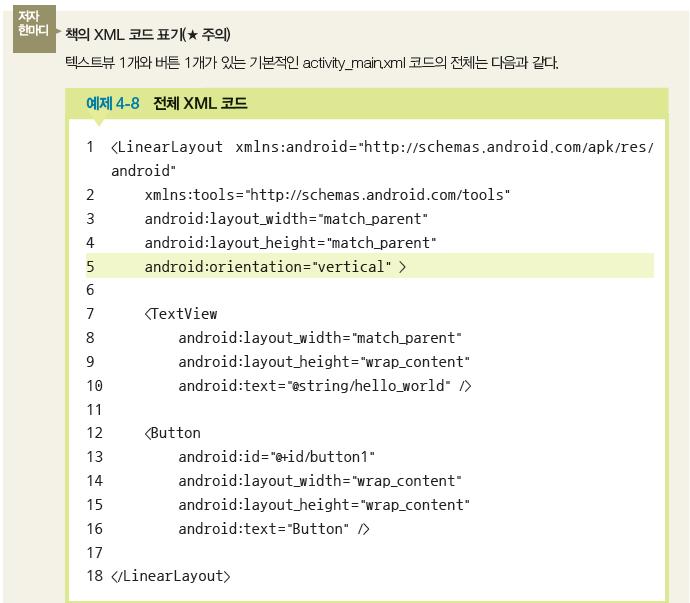 저자
한마디
책의 XML 코드 표기(★ 주의)
텍스트뷰 1개와 버튼 1개가 있는 기본적인 activity_main.xml 코드의 전체는 다음과 같다.
예제 4-8 전체 XML 코드
1 <LinearLayout xmlns:android="http://schemas.android.com/apk/res/
android"
2 xmlns:tools="http://schemas.android.com/tools"
3 android:layout_width="match_parent"
4 android:layout_height="match_parent"
5 android:orientation="vertical" >
6
7 <TextView
8 android:layout_width="match_parent"
9 android:layout_height="wrap_content"
10 android:text="@string/hello_world" />
11
12 <Button
13 android:id="@+id/button1"
14 android:layout_width="wrap_content"
15 android:layout_height="wrap_content"
16 android:text="Button" />
17
18 </LinearLayout>